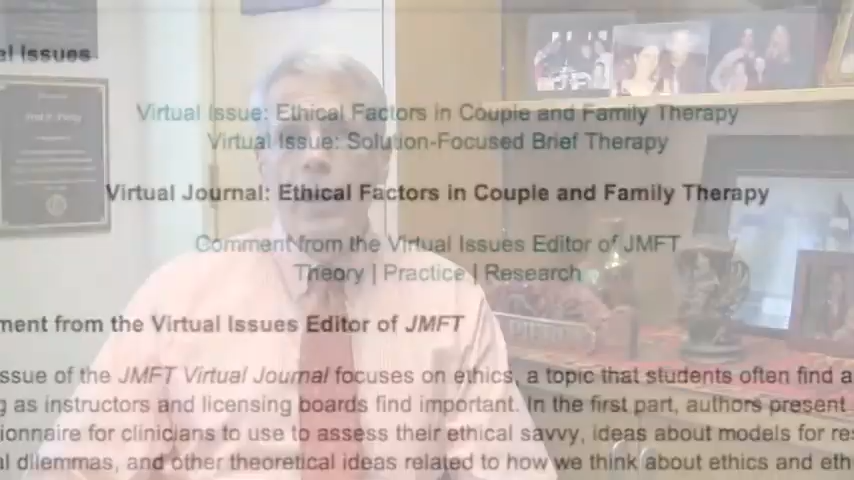 al Issues
Virtual Issue: Ethical Factors in Couple and Family Therapy
Virtual Issue: Solution-Focused Brief Therapy
Virtual Journal: Ethical Factors in Couple and Family Therapy
Comment from the Virtual Issues Editor of JMFT
Theory | Practice | Research
ment from the Virtual Issues Editor of JMFT
ssue of the JMFT Virtual Journal focuses on ethics, a topic that students often find a
g as instructors and licensing boards find important. In the first part, authors present
ionnaire for clinicians to use to assess their ethical savvy, ideas about models for res
al dilemmas, and other theoretical ideas related to how we think about ethics and eth